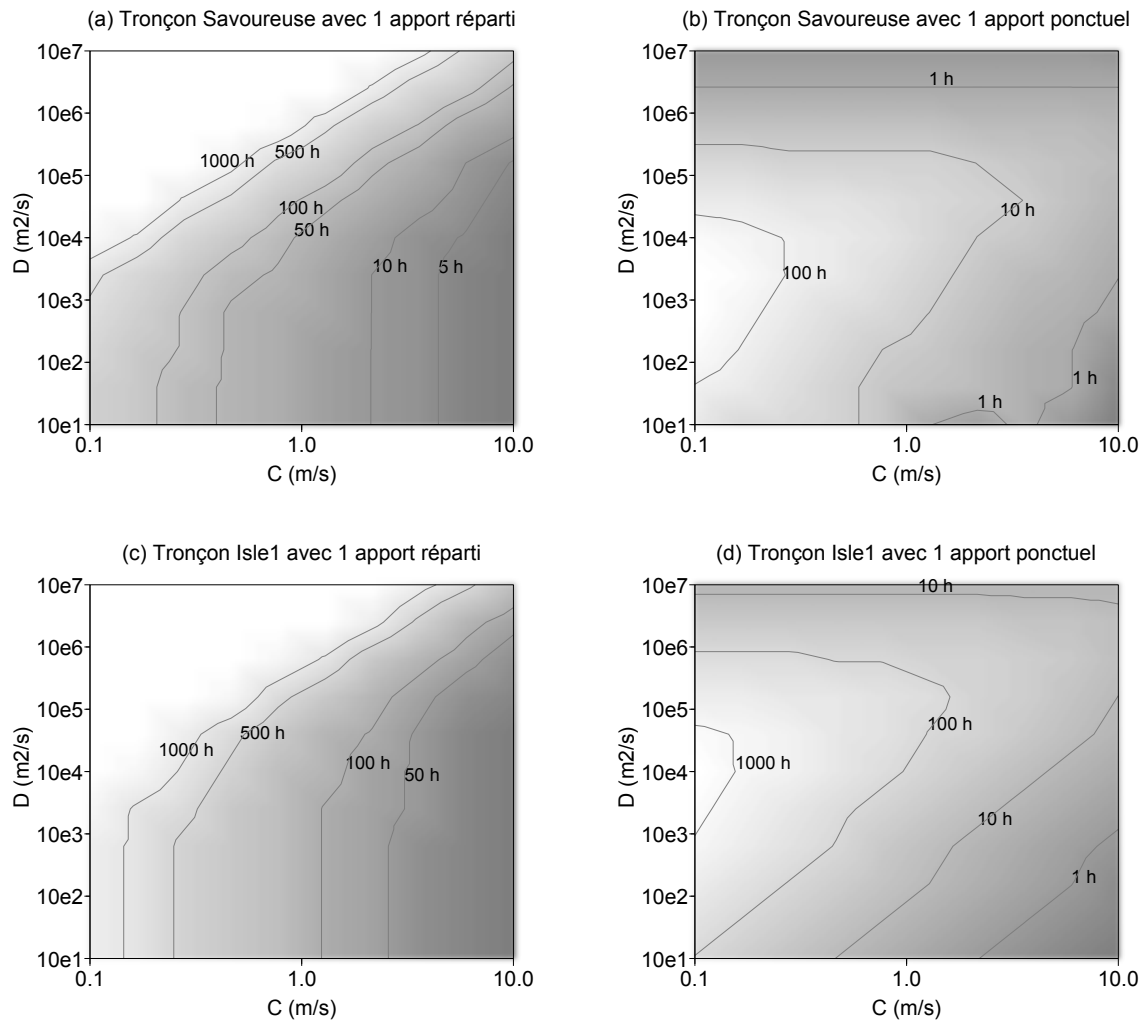 (a) Tronçon Savoureuse avec 1 apport réparti
10e7
10e6
10e5
10e4
10e3
10e2
10e1
D (m2/s)
1000 h
500 h
100 h
50 h
10 h
5 h
0.1
1.0
10.0
C (m/s)
(b) Tronçon Savoureuse avec 1 apport ponctuel
10e7
10e6
10e5
10e4
10e3
10e2
10e1
D (m2/s)
1 h
10 h
100 h
1 h
1 h
0.1
1.0
10.0
C (m/s)
(c) Tronçon Isle1 avec 1 apport réparti
10e7
10e6
10e5
10e4
10e3
10e2
10e1
D (m2/s)
1000 h
500 h
100 h
50 h
0.1
1.0
10.0
C (m/s)
(d) Tronçon Isle1 avec 1 apport ponctuel
10e7
10e6
10e5
10e4
10e3
10e2
10e1
D (m2/s)
10 h
100 h
1000 h
10 h
1 h
0.1
1.0
10.0
C (m/s)